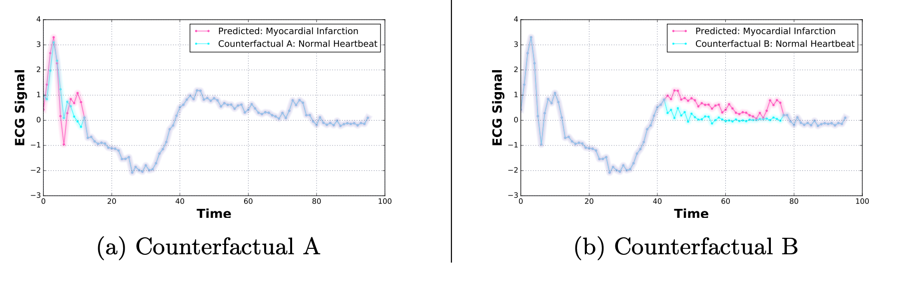 4
3
2
1
0
−1
−2
−3
0 20 40 60 80 100
ECG Signal
Time
Predicted: Myocardial Infarction
Counterfactual A: Normal Heartbeat
(a) Counterfactual A
4
3
2
1
0
−1
−2
−3
0 20 40 60 80 100
ECG Signal
Time
Predicted: Myocardial Infarction
Counterfactual B: Normal Heartbeat
(b) Counterfactual B